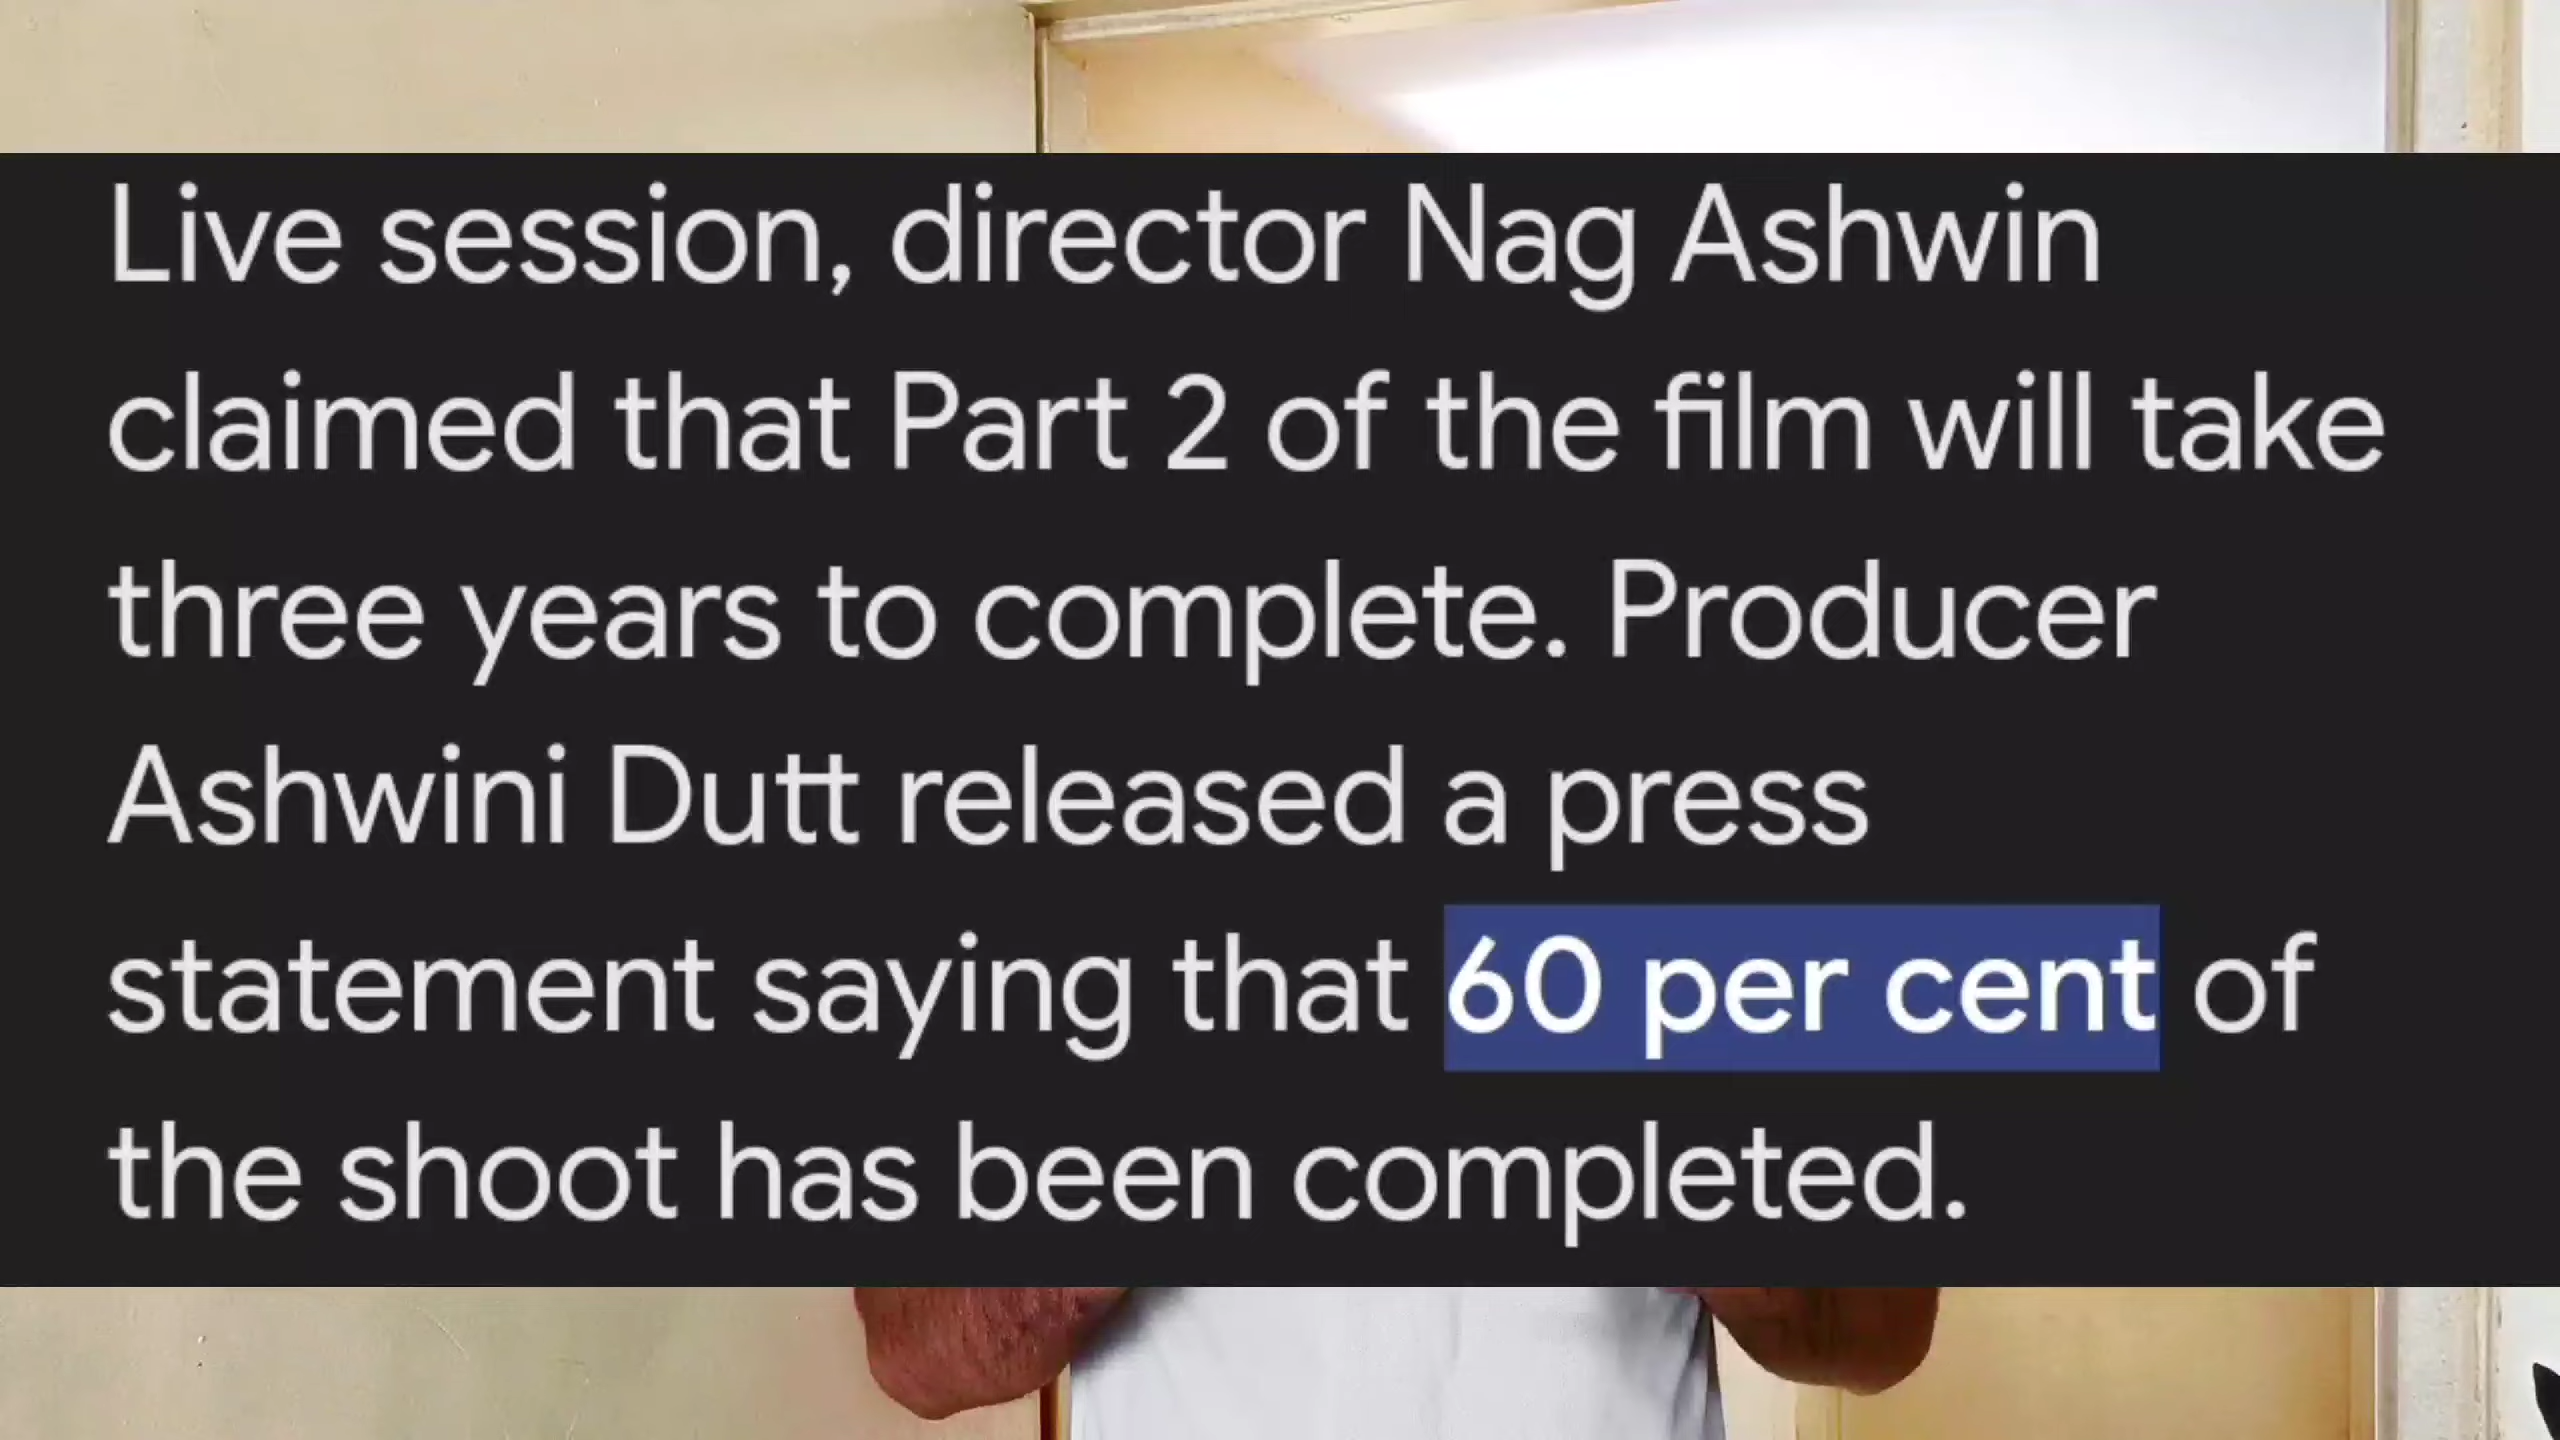 Live session, director Nag Ashwin
claimed that Part 2 of the film will take
three years to complete. Producer
Ashwini Dutt released a press
statement saying that 60 per cent of
the shoot has been completed.